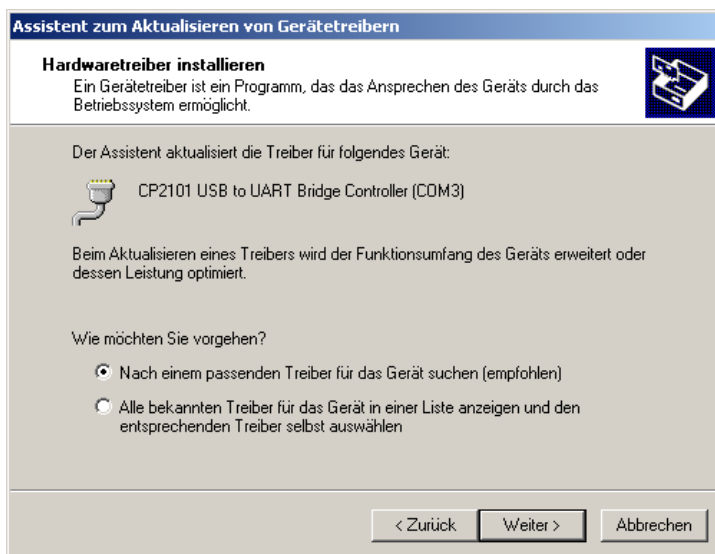 Assistent zum Aktualisieren von Gerätetreibern
Hardwaretreiber installieren
Ein Gerätetreiber ist ein Programm, das das Ansprechen des Geräts durch das
Betriebssystem ermöglicht.
Der Assistent aktualisiert die Treiber für folgendes Gerät:
CP2101 USB to UART Bridge Controller (COM3)
Beim Aktualisieren eines Treibers wird der Funktionsumfang des Geräts erweitert oder
dessen Leistung optimiert.
Wie möchten Sie vorgehen?
Nach einem passenden Treiber für das Gerät suchen (empfohlen)
Alle bekannten Treiber für das Gerät in einer Liste anzeigen und den
entsprechenden Treiber selbst auswählen
< Zurück Weiter > Abbrechen